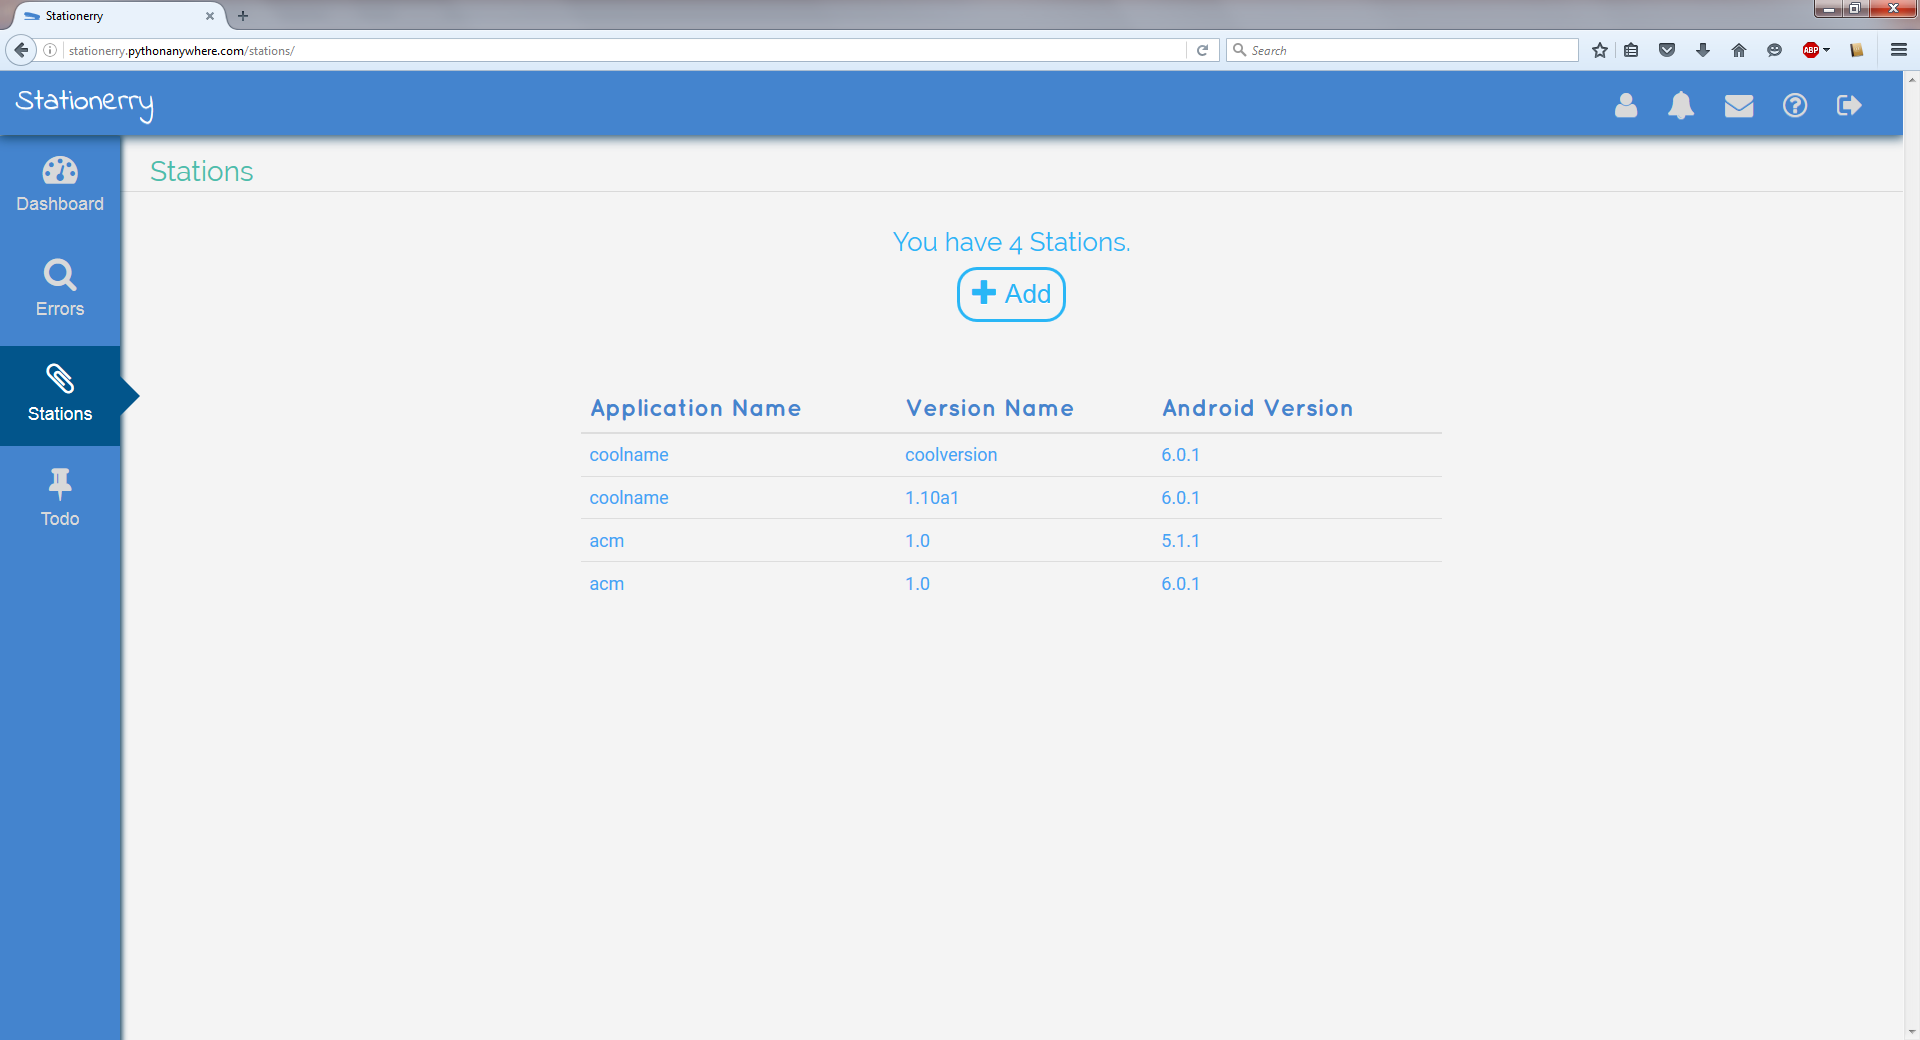 Stationerry
stationerry.pythonanywhere.com/stations/
Search
ABP
Stationerry
Dashboard
Errors
Stations
Todo
Stations
You have 4 Stations.
Add
Application Name Version Name Android Version
coolname coolversion 6.0.1
coolname 1.10a1 6.0.1
acm 1.0 5.1.1
acm 1.0 6.0.1